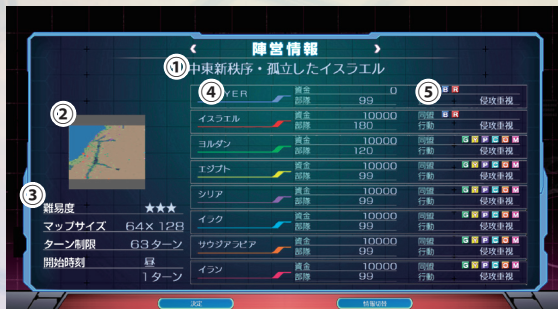 陣営情報
① 中東新秩序・孤立したイスラエル
②
③
難易度 ★★★
マップサイズ 64×128
ターン制限 63ターン
開始時刻 昼
1ターン
④ YER 資金 0 ⑤ B R
部隊 99 侵攻重視
イスラエル 資金 10000 同盟 B R
部隊 180 行動 侵攻重視
ヨルダン 資金 10000 同盟
部隊 120 行動 侵攻重視
エジプト 資金 10000 同盟
部隊 99 行動 侵攻重視
シリア 資金 10000 同盟
部隊 99 行動 侵攻重視
イラク 資金 10000 同盟
部隊 99 行動 侵攻重視
サウジアラビア 資金 10000 同盟
部隊 99 行動 侵攻重視
イラン 資金 10000 同盟
部隊 99 行動 侵攻重視
決定 情報切替